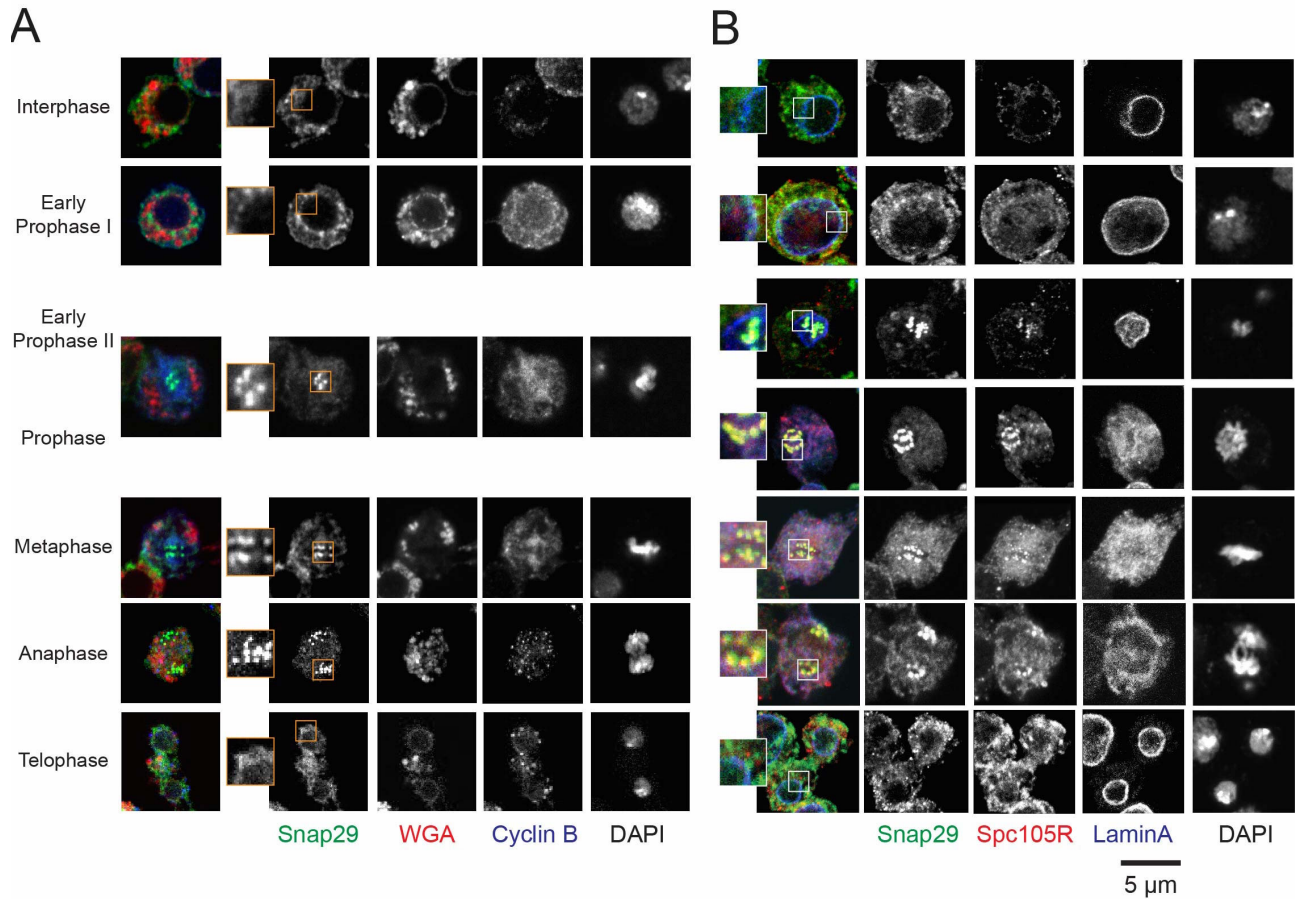 A
B
Interphase
Early
Prophase I
Early
Prophase II
Prophase
Metaphase
Anaphase
Telophase
Snap29 WGA Cyclin B DAPI
Snap29 Spc105R LaminA DAPI
5 µm